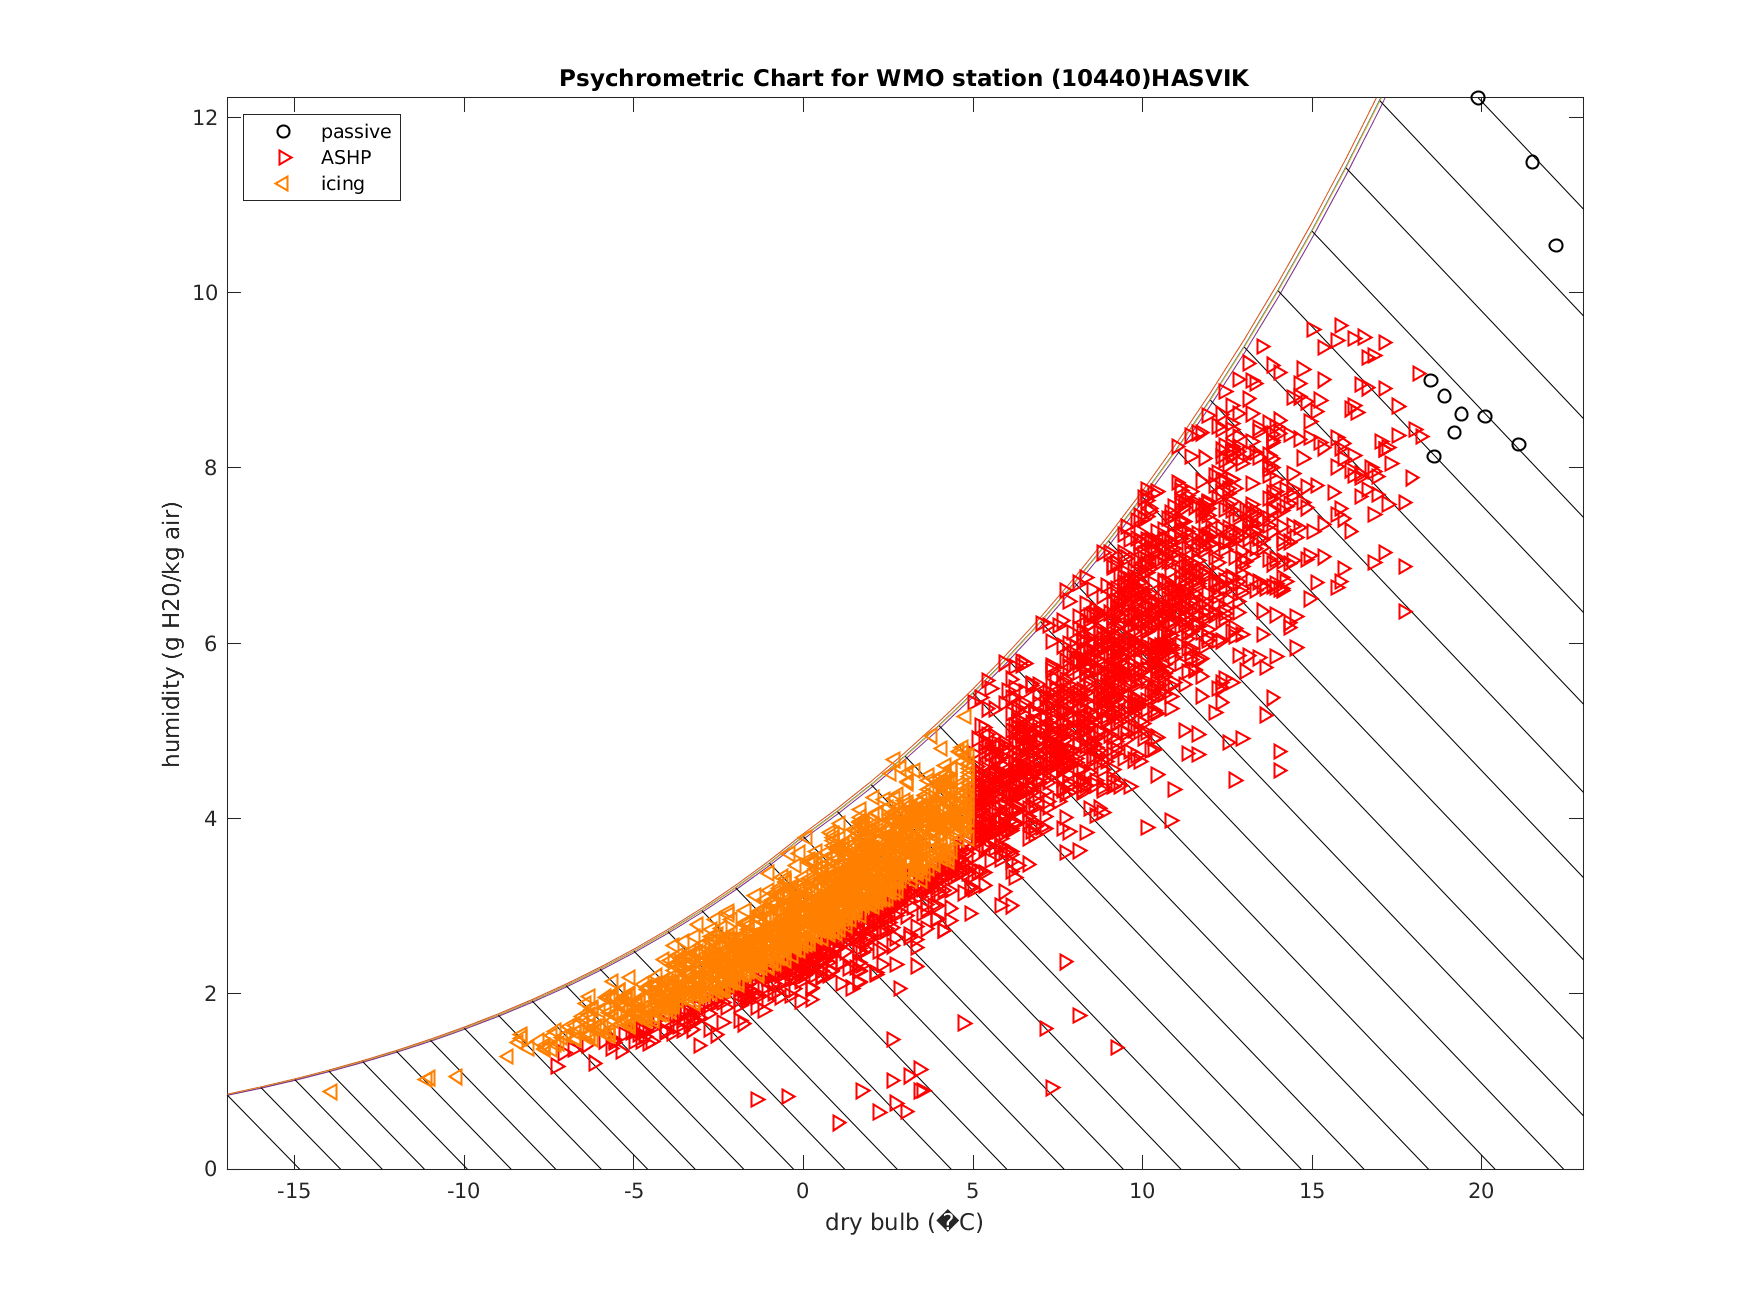 Psychrometric Chart for WMO station (10440)HASVIK
12
10
8
6
4
2
0
humidity (g H20/kg air)
passive
ASHP
icing
-15 -10 -5 0 5 10 15 20
dry bulb (�C)